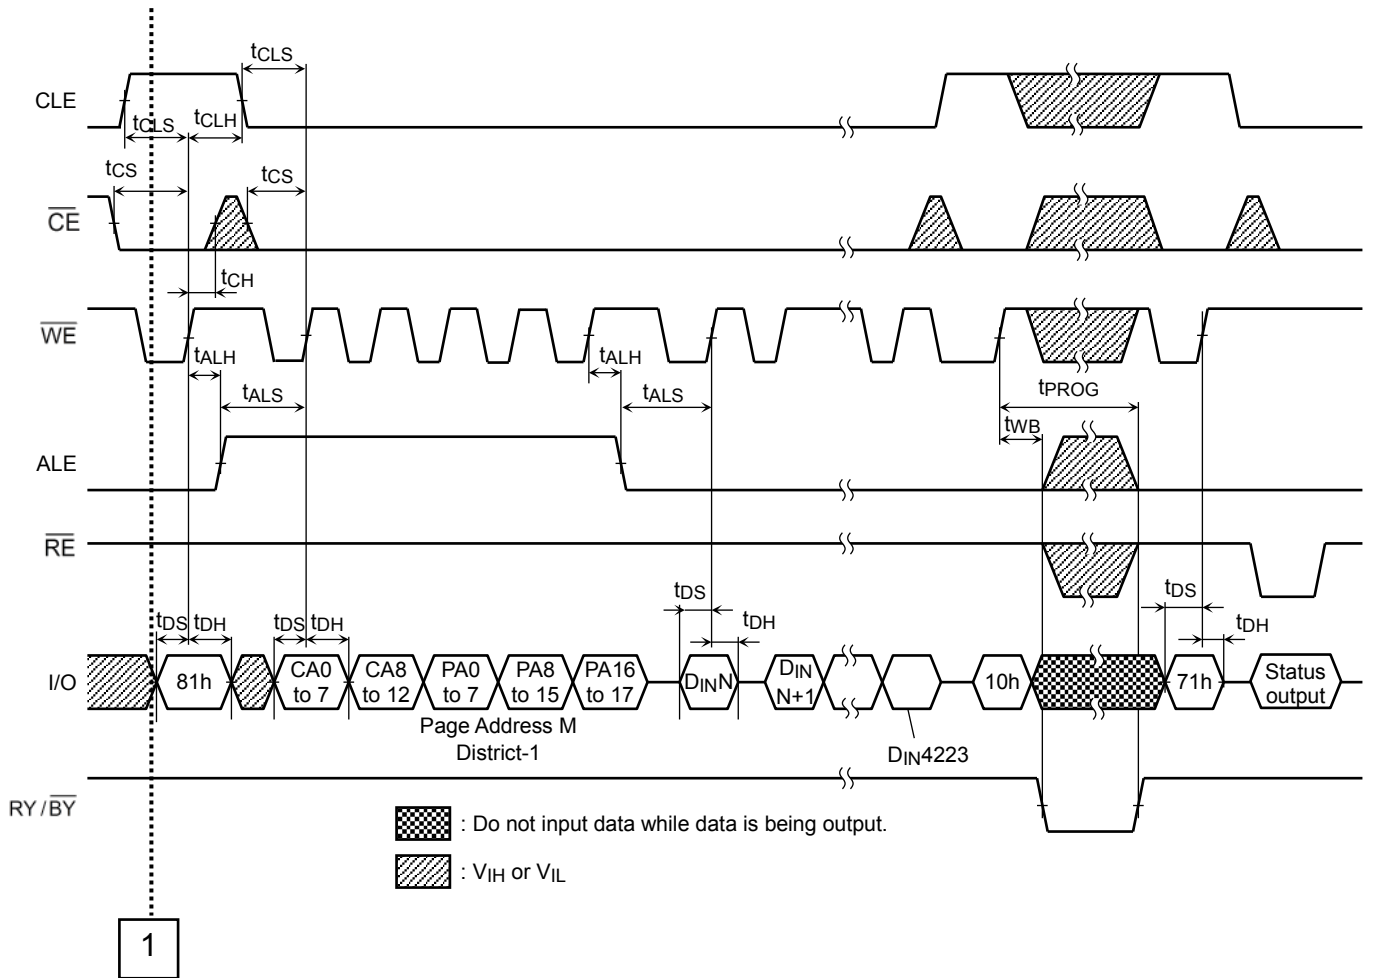 tCLS
CLE
tCLS tCLH
tCS tCS
CE
tCH
WE
tALH tALH
tALS tALS
tPROG
tWB
ALE
RE
tDS tDH tDS tDH tDS tDH tDS tDH
I/O
81h
CA0
to 7
CA8
to 12
PA0
to 7
PA8
to 15
PA16
to 17
DINN
DIN
N+1
10h
71h
Status
output
Page Address M
District-1
DIN4223
RY/BY
: Do not input data while data is being output.
: VIH or VIL
1